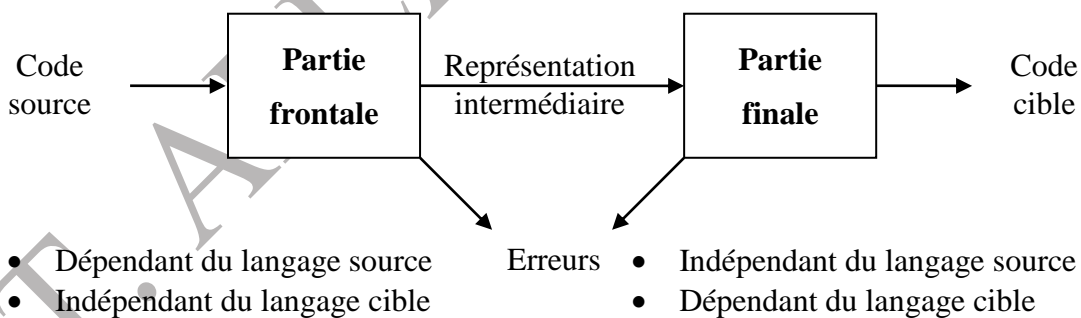 Code
source
Partie
frontale
Représentation
intermédiaire
Partie
finale
Code
cible
Erreurs
• Dépendant du langage source
• Indépendant du langage cible
• Indépendant du langage source
• Dépendant du langage cible